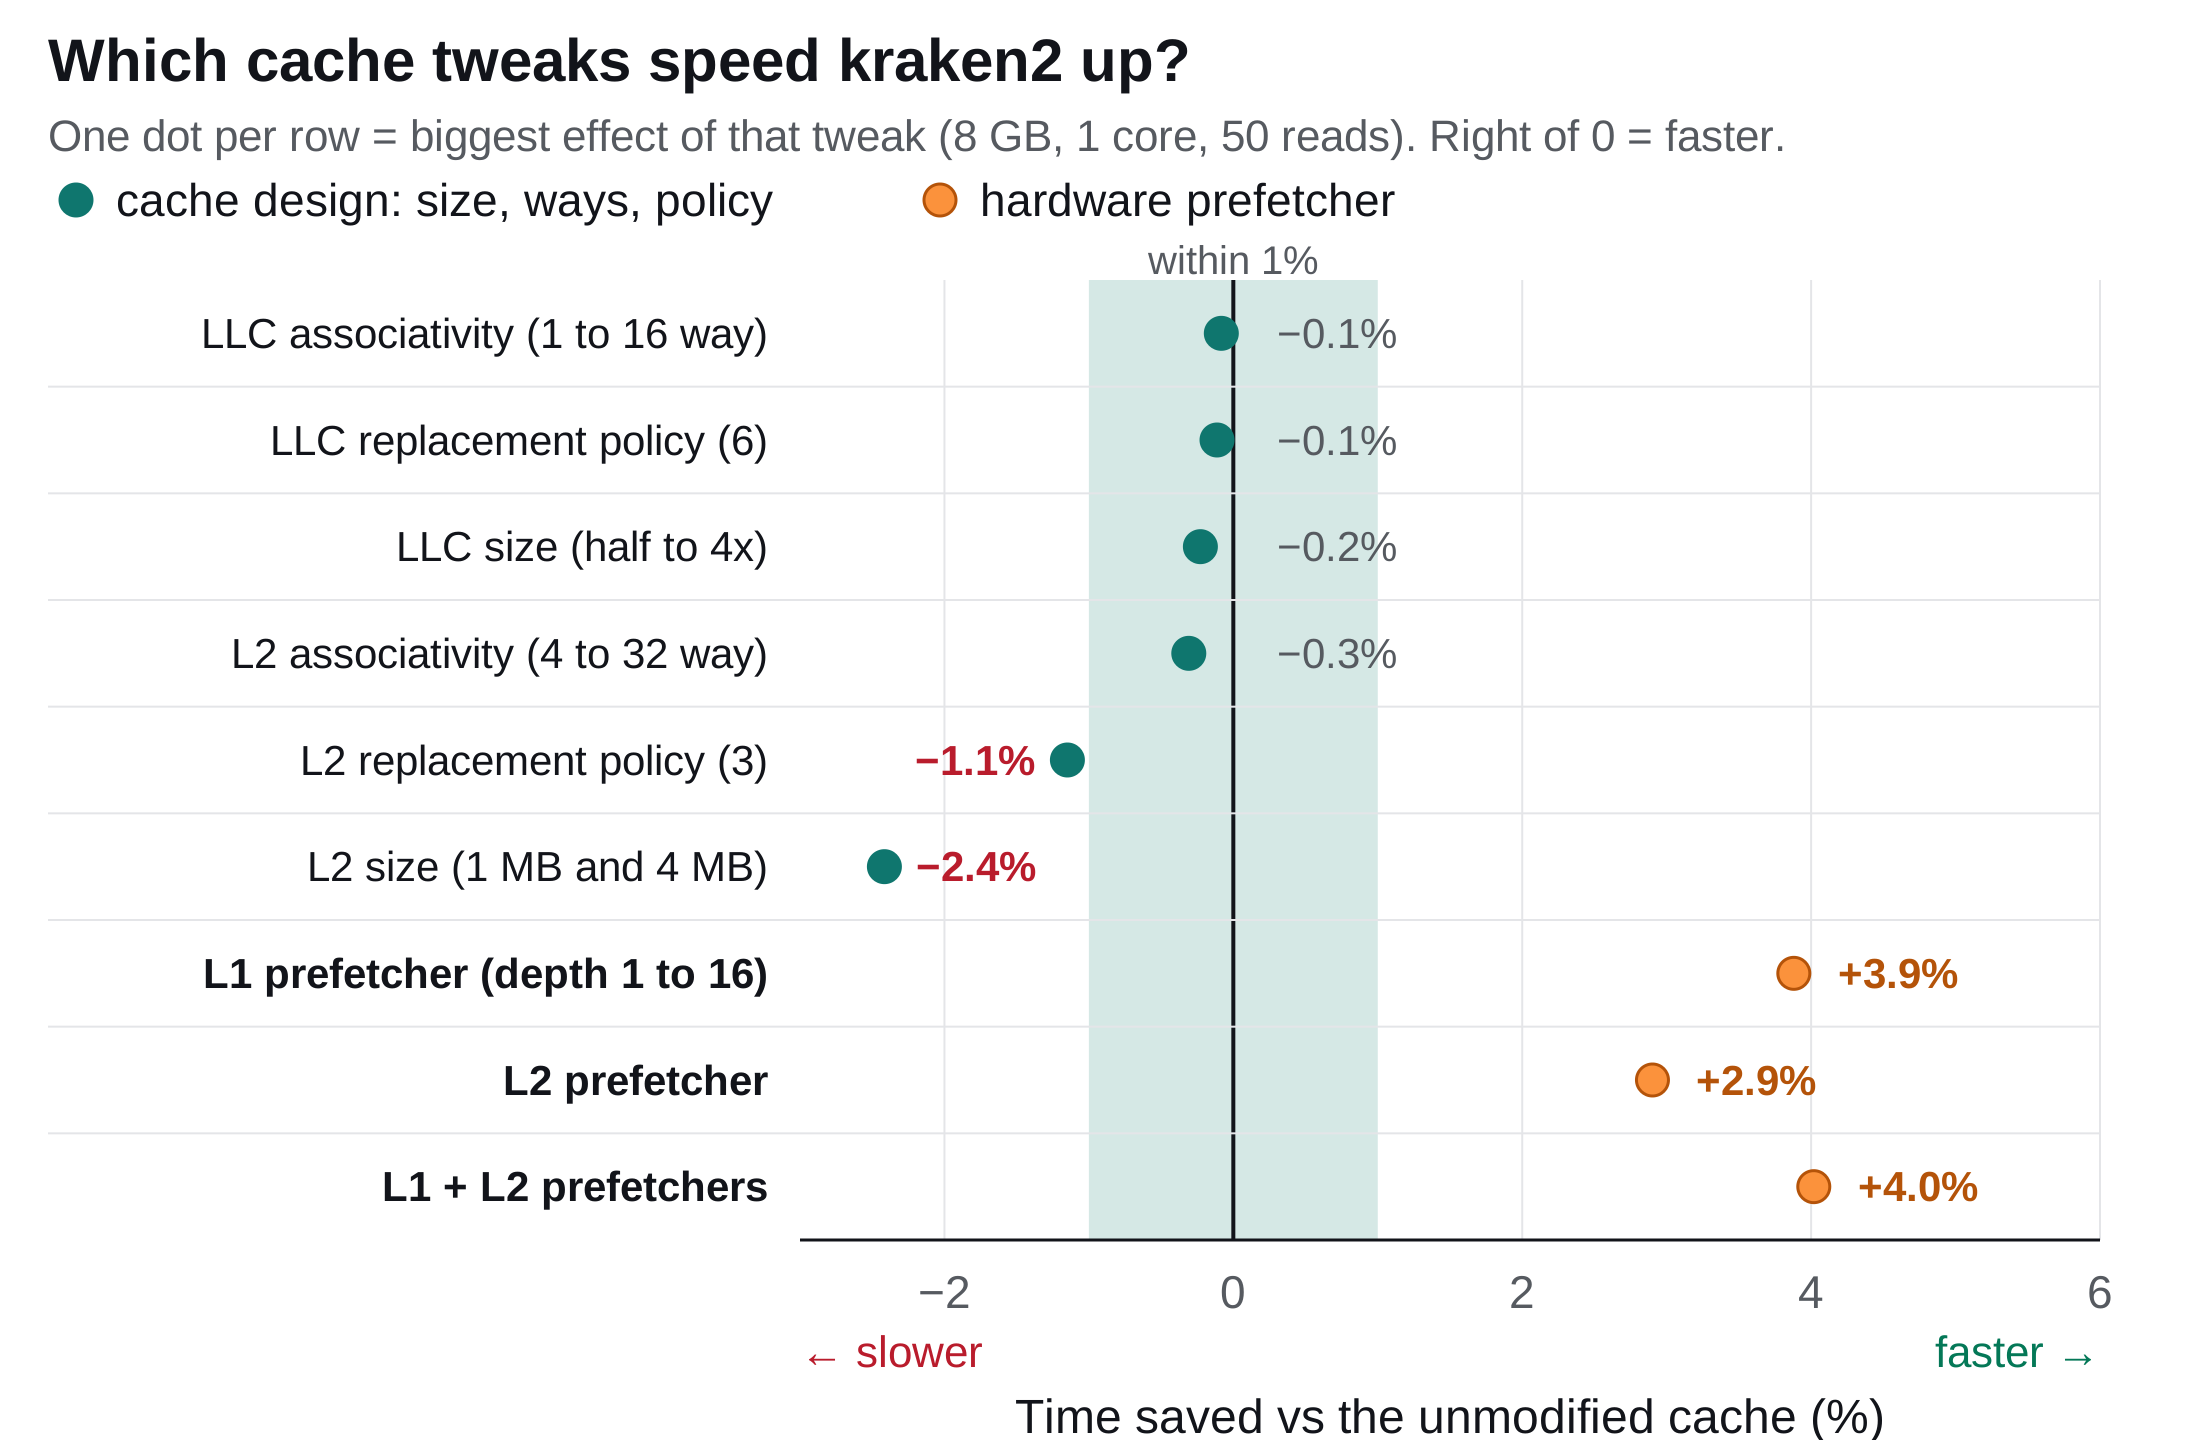 Which cache tweaks speed kraken2 up?
One dot per row = biggest effect of that tweak (8 GB, 1 core, 50 reads). Right of 0 = faster.
cache design: size, ways, policy
hardware prefetcher
within 1%
LLC associativity (1 to 16 way)
−0.1%
LLC replacement policy (6)
−0.1%
LLC size (half to 4x)
−0.2%
L2 associativity (4 to 32 way)
−0.3%
L2 replacement policy (3)
−1.1%
L2 size (1 MB and 4 MB)
−2.4%
L1 prefetcher (depth 1 to 16)
+3.9%
L2 prefetcher
+2.9%
L1 + L2 prefetchers
+4.0%
−2 0 2 4 6
← slower
faster →
Time saved vs the unmodified cache (%)